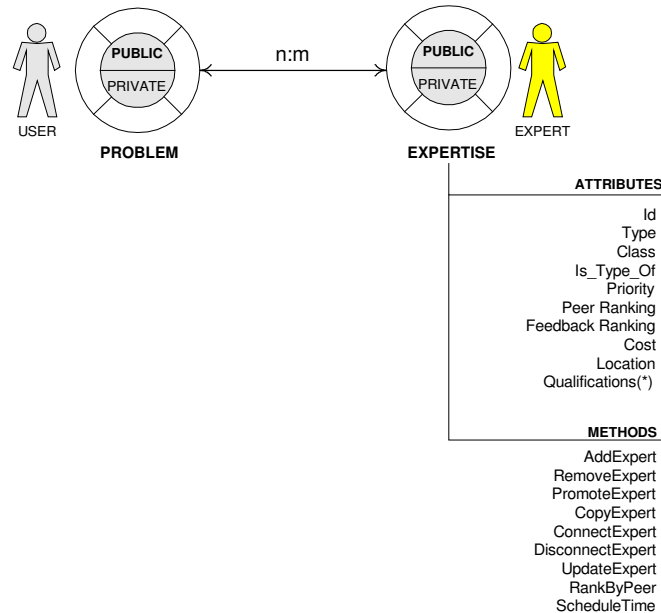 PUBLIC
PRIVATE
n:m
PUBLIC
PRIVATE
USER
EXPERT
PROBLEM
EXPERTISE
ATTRIBUTES
Id
Type
Class
Is_Type_Of
Priority
Peer Ranking
Feedback Ranking
Cost
Location
Qualifications(*)
METHODS
AddExpert
RemoveExpert
PromoteExpert
CopyExpert
ConnectExpert
DisconnectExpert
UpdateExpert
RankByPeer
ScheduleTime